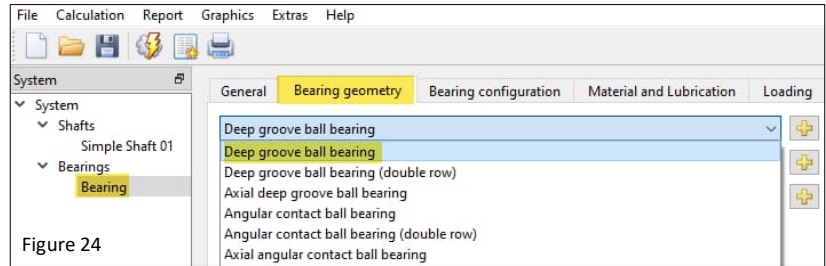 File Calculation Report Graphics Extras Help
System
General Bearing geometry Bearing configuration Material and Lubrication Loading
System
Shafts
Simple Shaft 01
Bearings
Bearing
Deep groove ball bearing
Deep groove ball bearing
Deep groove ball bearing (double row)
Axial deep groove ball bearing
Angular contact ball bearing
Angular contact ball bearing (double row)
Axial angular contact ball bearing
Figure 24